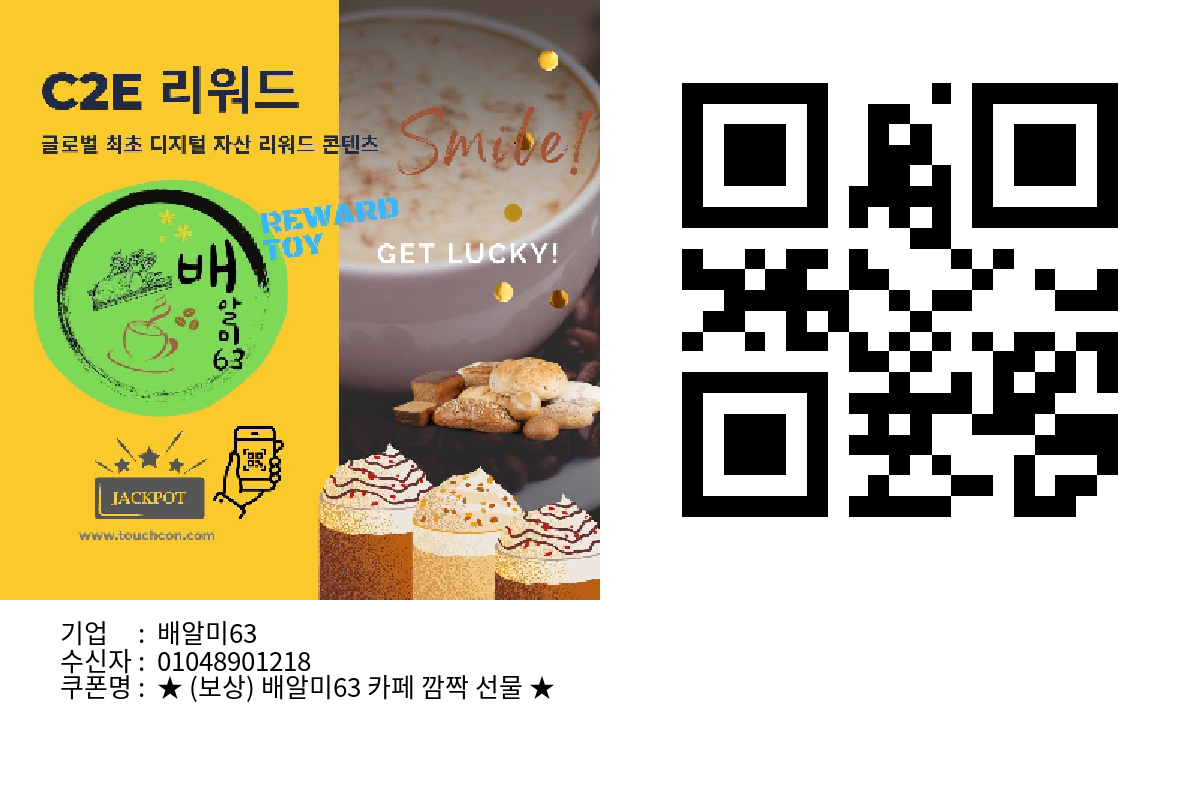 C2E 리워드
글로벌 최초 디지털 자산 리워드 콘텐츠
Smile!
REWARD
TOY
GET LUCKY!
배
알
미
63
JACKPOT
www.touchcon.com
기업 : 배알미63
수신자 : 01048901218
쿠폰명 : ★ (보상) 배알미63 카페 깜짝 선물 ★